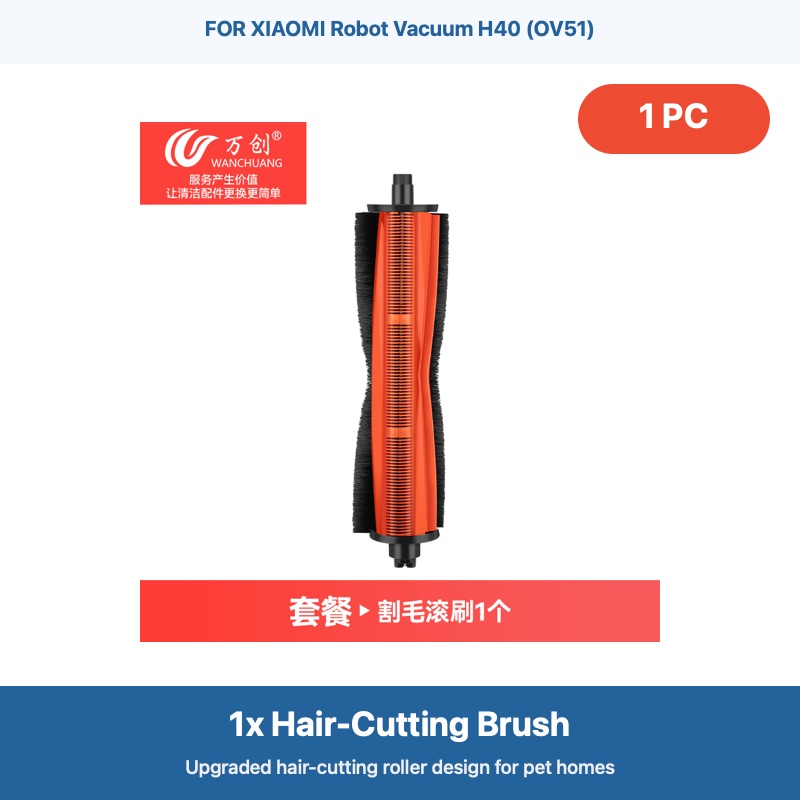 FOR XIAOMI Robot Vacuum H40 (OV51)
1 PC
万创®
WANCHUANG
服务产生价值
让清洁配件更换更简单
套餐▶割毛滚刷1个
1x Hair-Cutting Brush
Upgraded hair-cutting roller design for pet homes